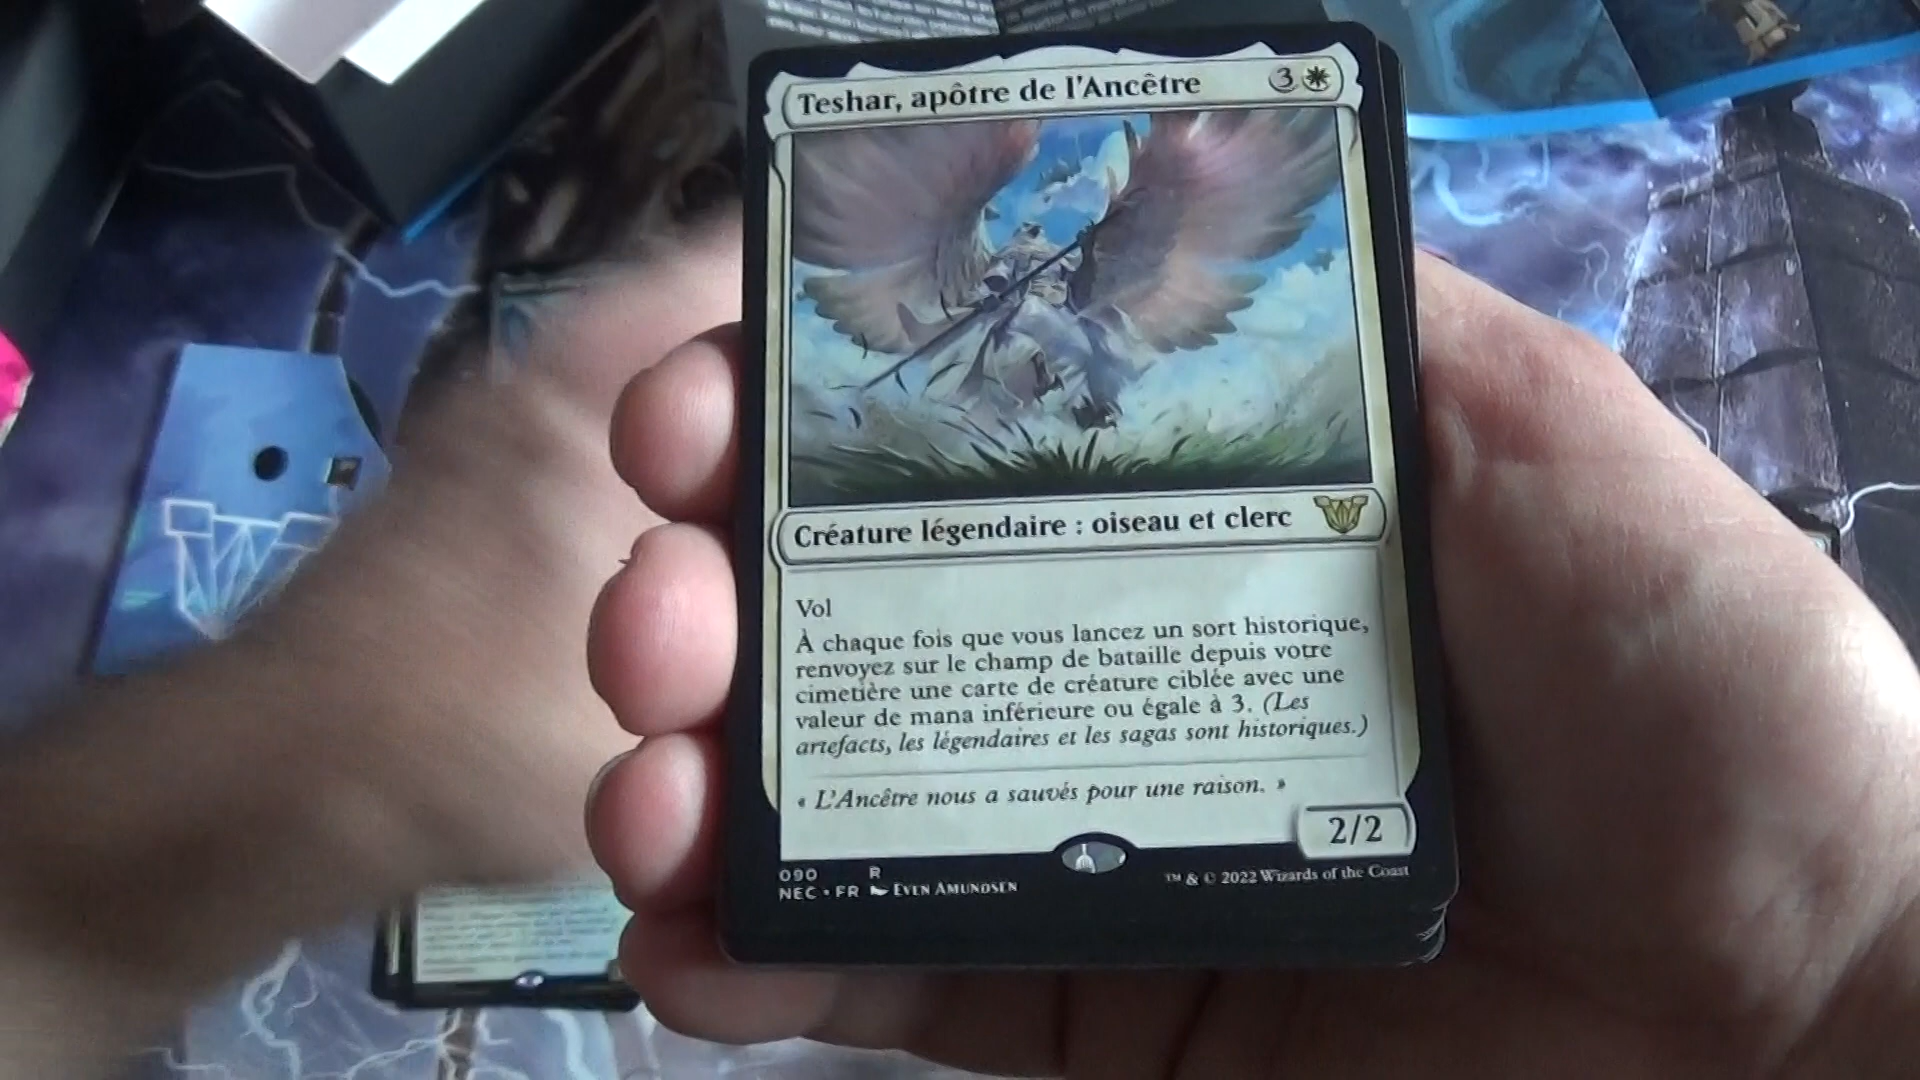 Teshar, apôtre de l'Ancêtre 3
Créature légendaire : oiseau et clerc
Vol
À chaque fois que vous lancez un sort historique,
renvoyez sur le champ de bataille depuis votre
cimetière une carte de créature ciblée avec une
valeur de mana inférieure ou égale à 3. (Les
artefacts, les légendaires et les sagas sont historiques.)
« L'Ancêtre nous a sauvés pour une raison. »
2/2
090 R
NEC • FR EVEN AMUNDSEN
™ & © 2022 Wizards of the Coast